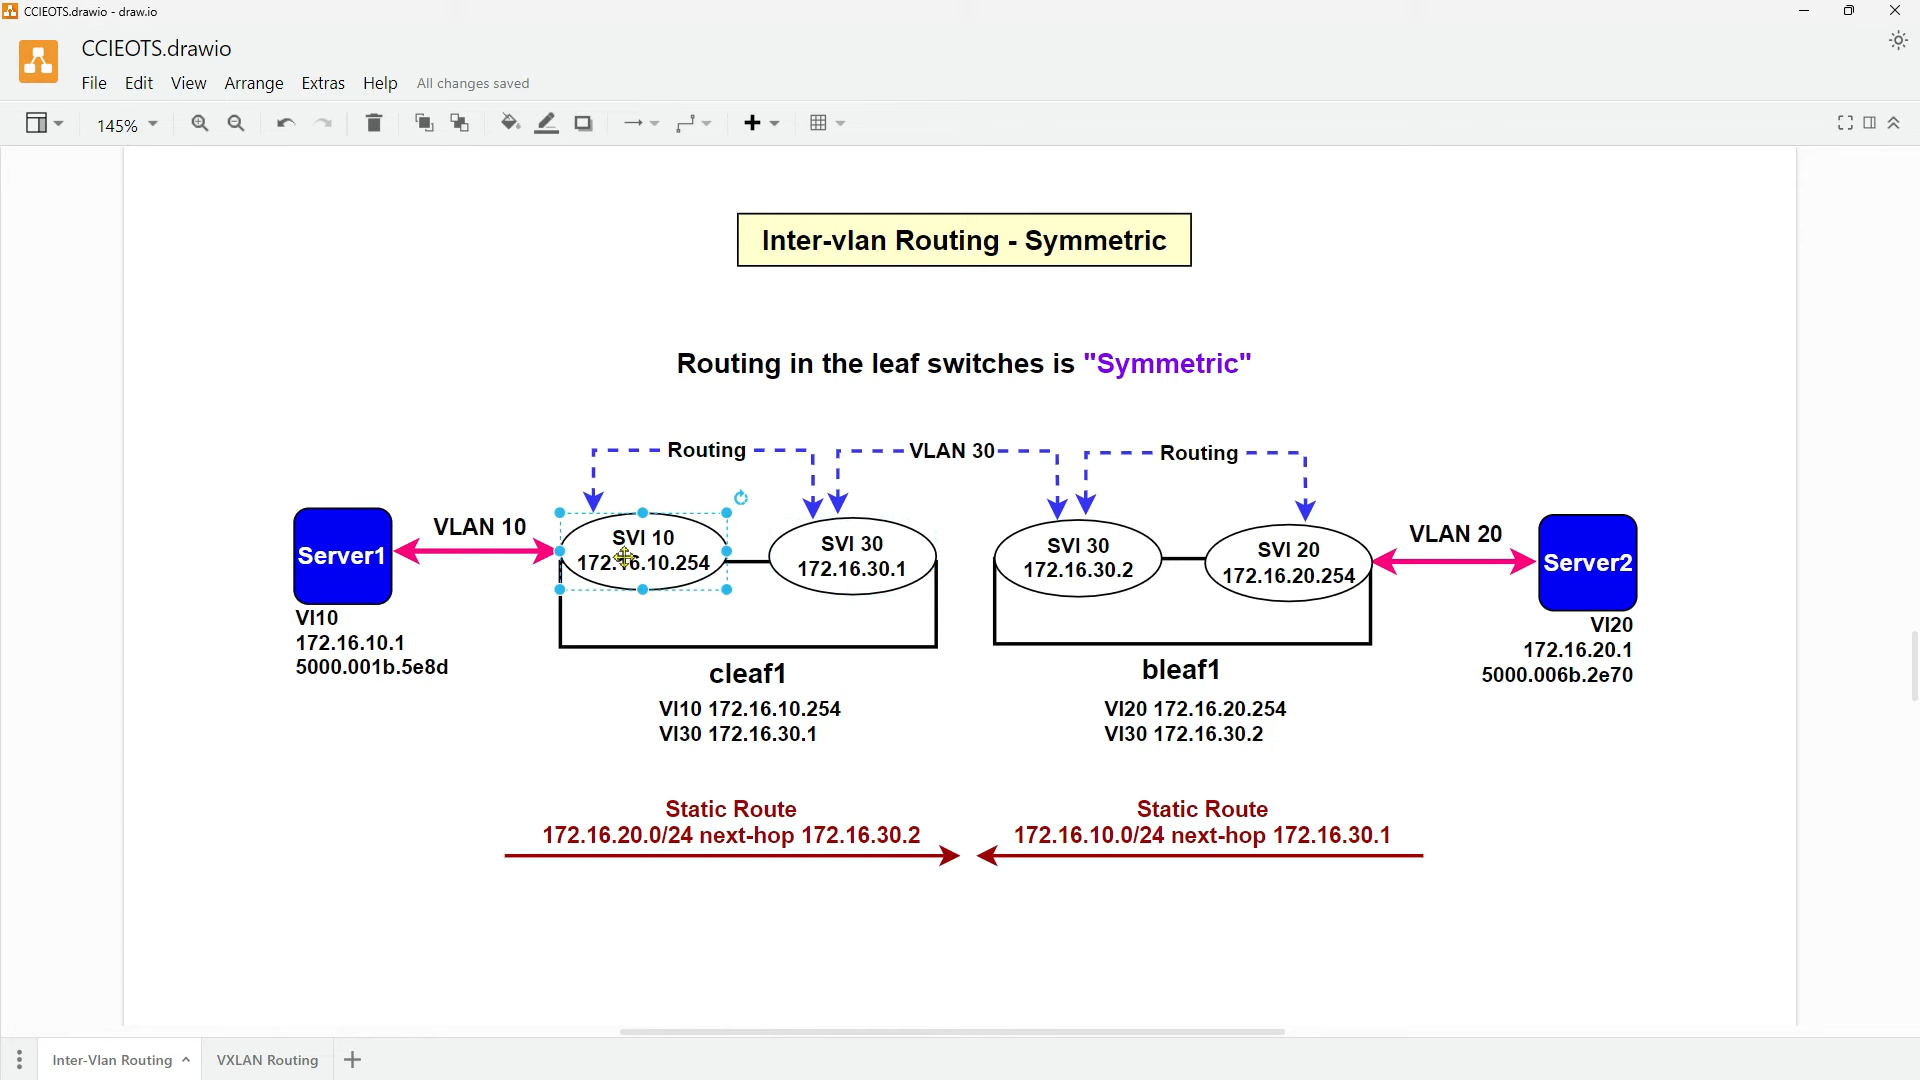 CCIEOTS.drawio - draw.io
CCIEOTS.drawio
File Edit View Arrange Extras Help All changes saved
145%
Inter-vlan Routing - Symmetric
Routing in the leaf switches is "Symmetric"
Routing VLAN 30 Routing
VLAN 10
VLAN 20
Server1
SVI 10
172.16.10.254
SVI 30
172.16.30.1
SVI 30
172.16.30.2
SVI 20
172.16.20.254
Server2
Vl10
172.16.10.1
5000.001b.5e8d
Vl20
172.16.20.1
5000.006b.2e70
cleaf1
Vl10 172.16.10.254
Vl30 172.16.30.1
bleaf1
Vl20 172.16.20.254
Vl30 172.16.30.2
Static Route
172.16.20.0/24 next-hop 172.16.30.2
Static Route
172.16.10.0/24 next-hop 172.16.30.1
Inter-Vlan Routing VXLAN Routing